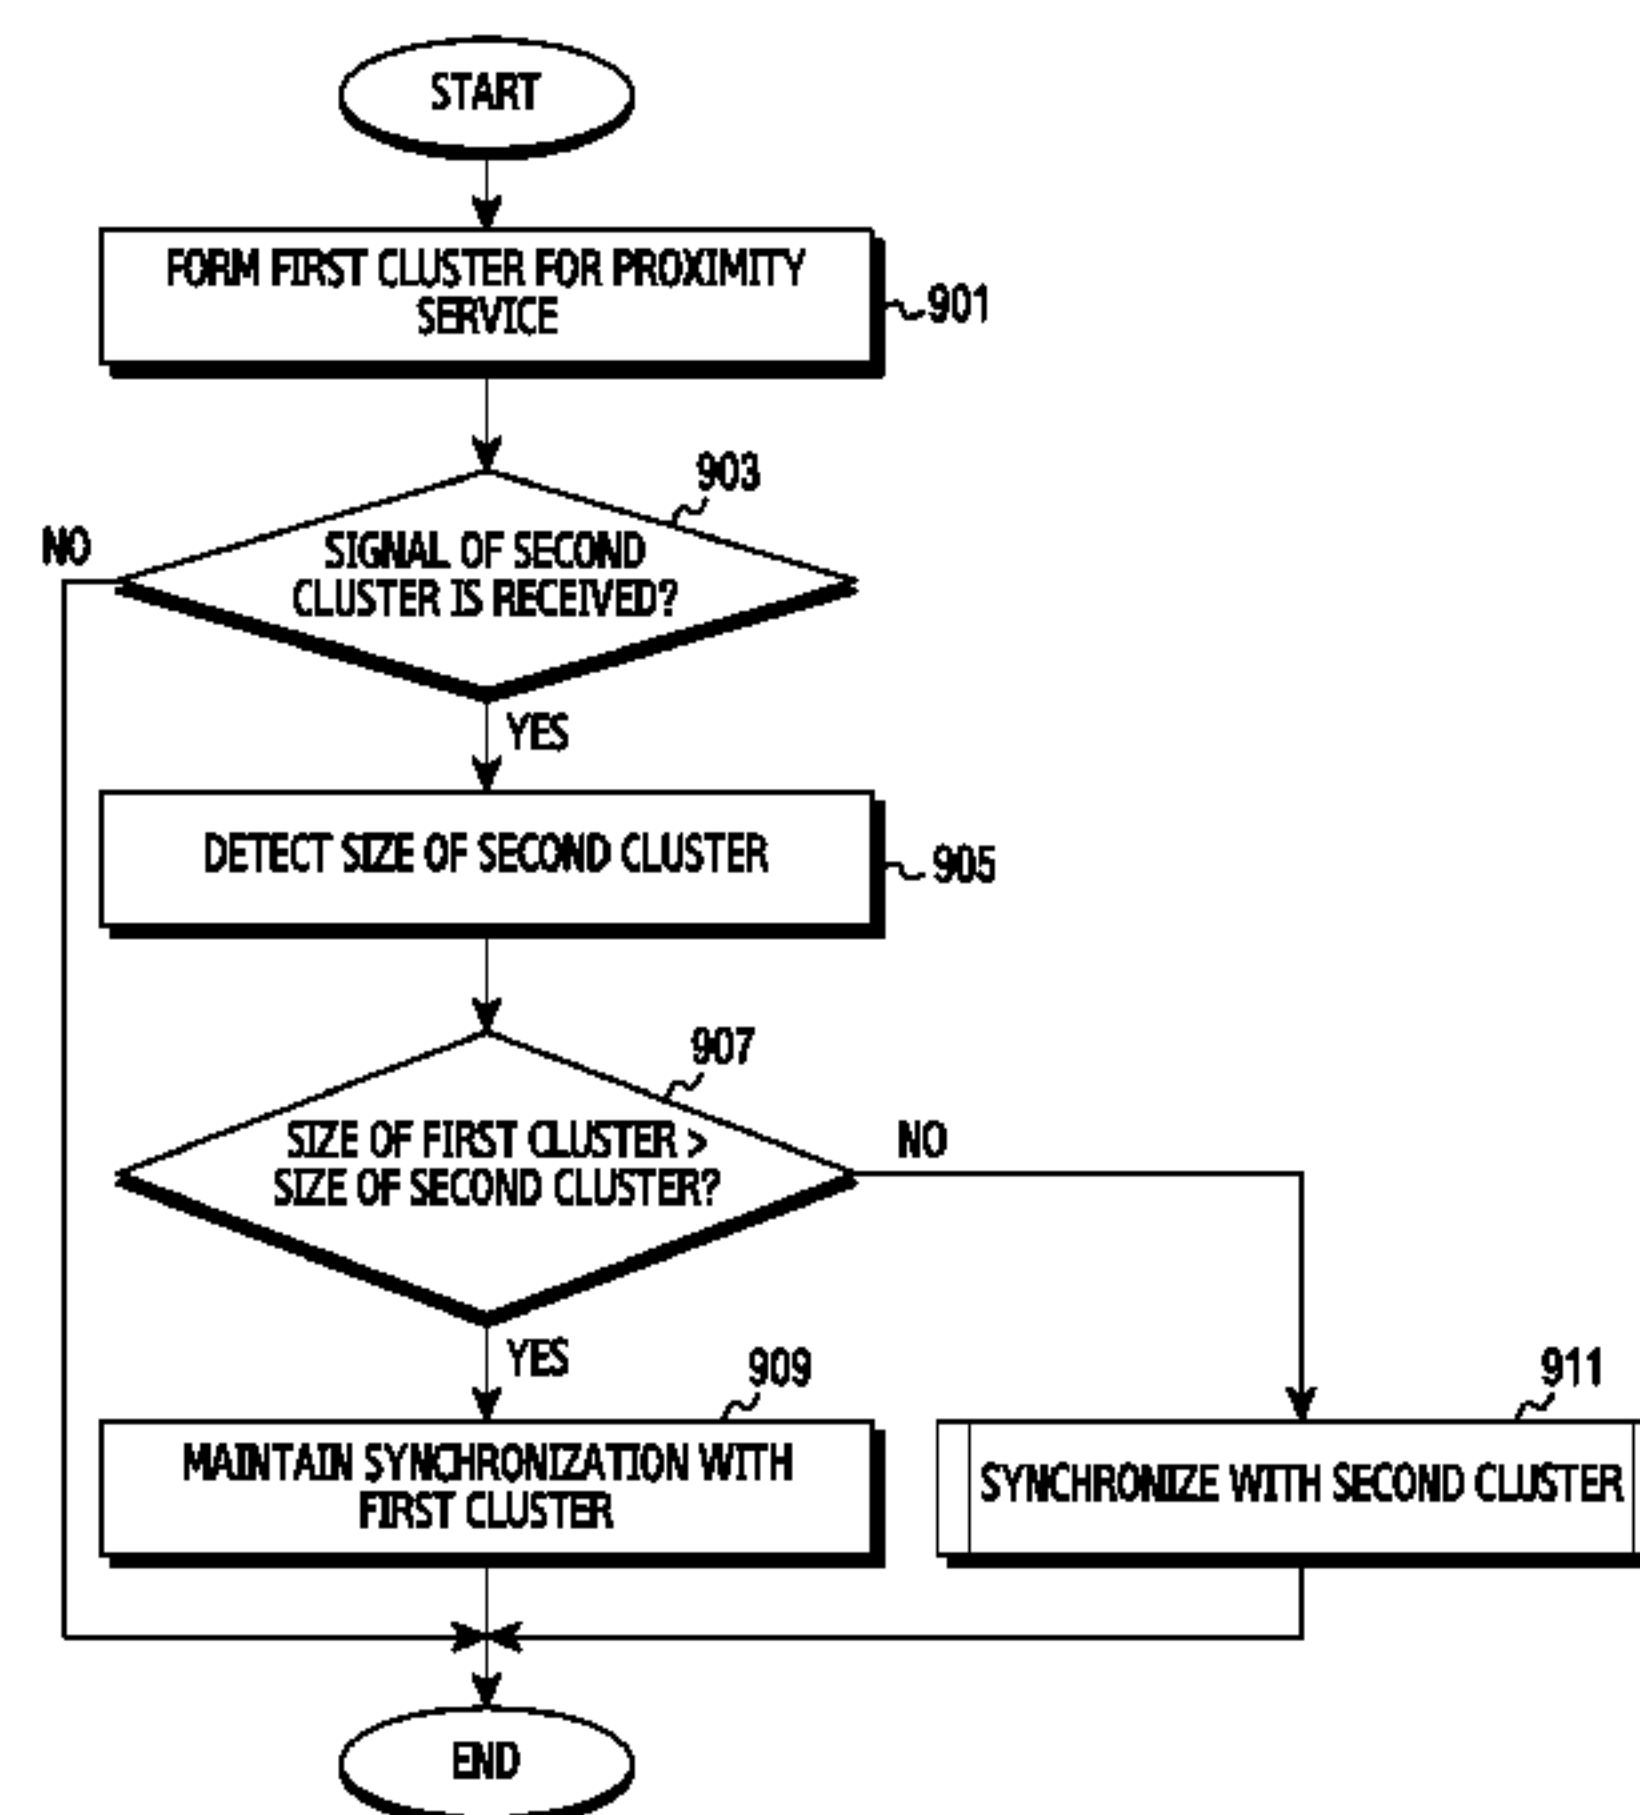 START
FORM FIRST CLUSTER FOR PROXIMITY
SERVICE
901
903
NO
SIGNAL OF SECOND
CLUSTER IS RECEIVED?
YES
DETECT SIZE OF SECOND CLUSTER
905
907
SIZE OF FIRST CLUSTER >
SIZE OF SECOND CLUSTER?
NO
YES
909
911
MAINTAIN SYNCHRONIZATION WITH
FIRST CLUSTER
SYNCHRONIZE WITH SECOND CLUSTER
END